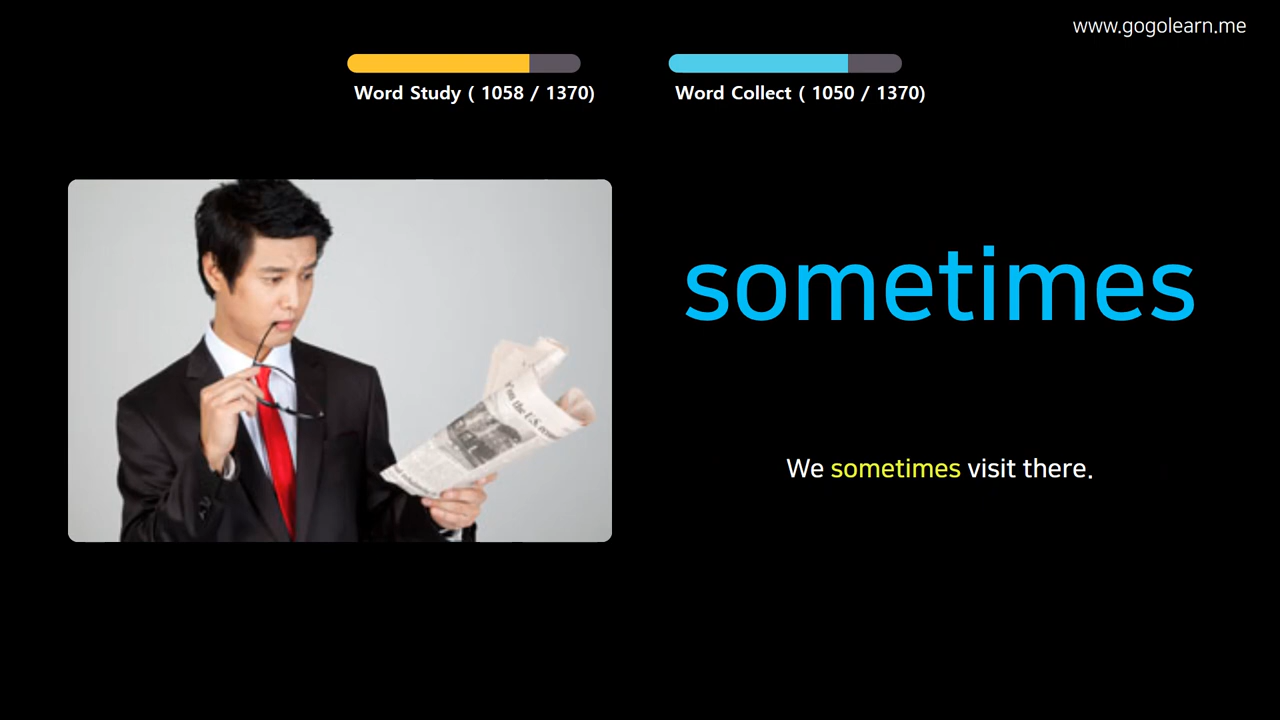 www.gogolearn.me
Word Study ( 1058 / 1370)
Word Collect ( 1050 / 1370)
sometimes
We sometimes visit there.